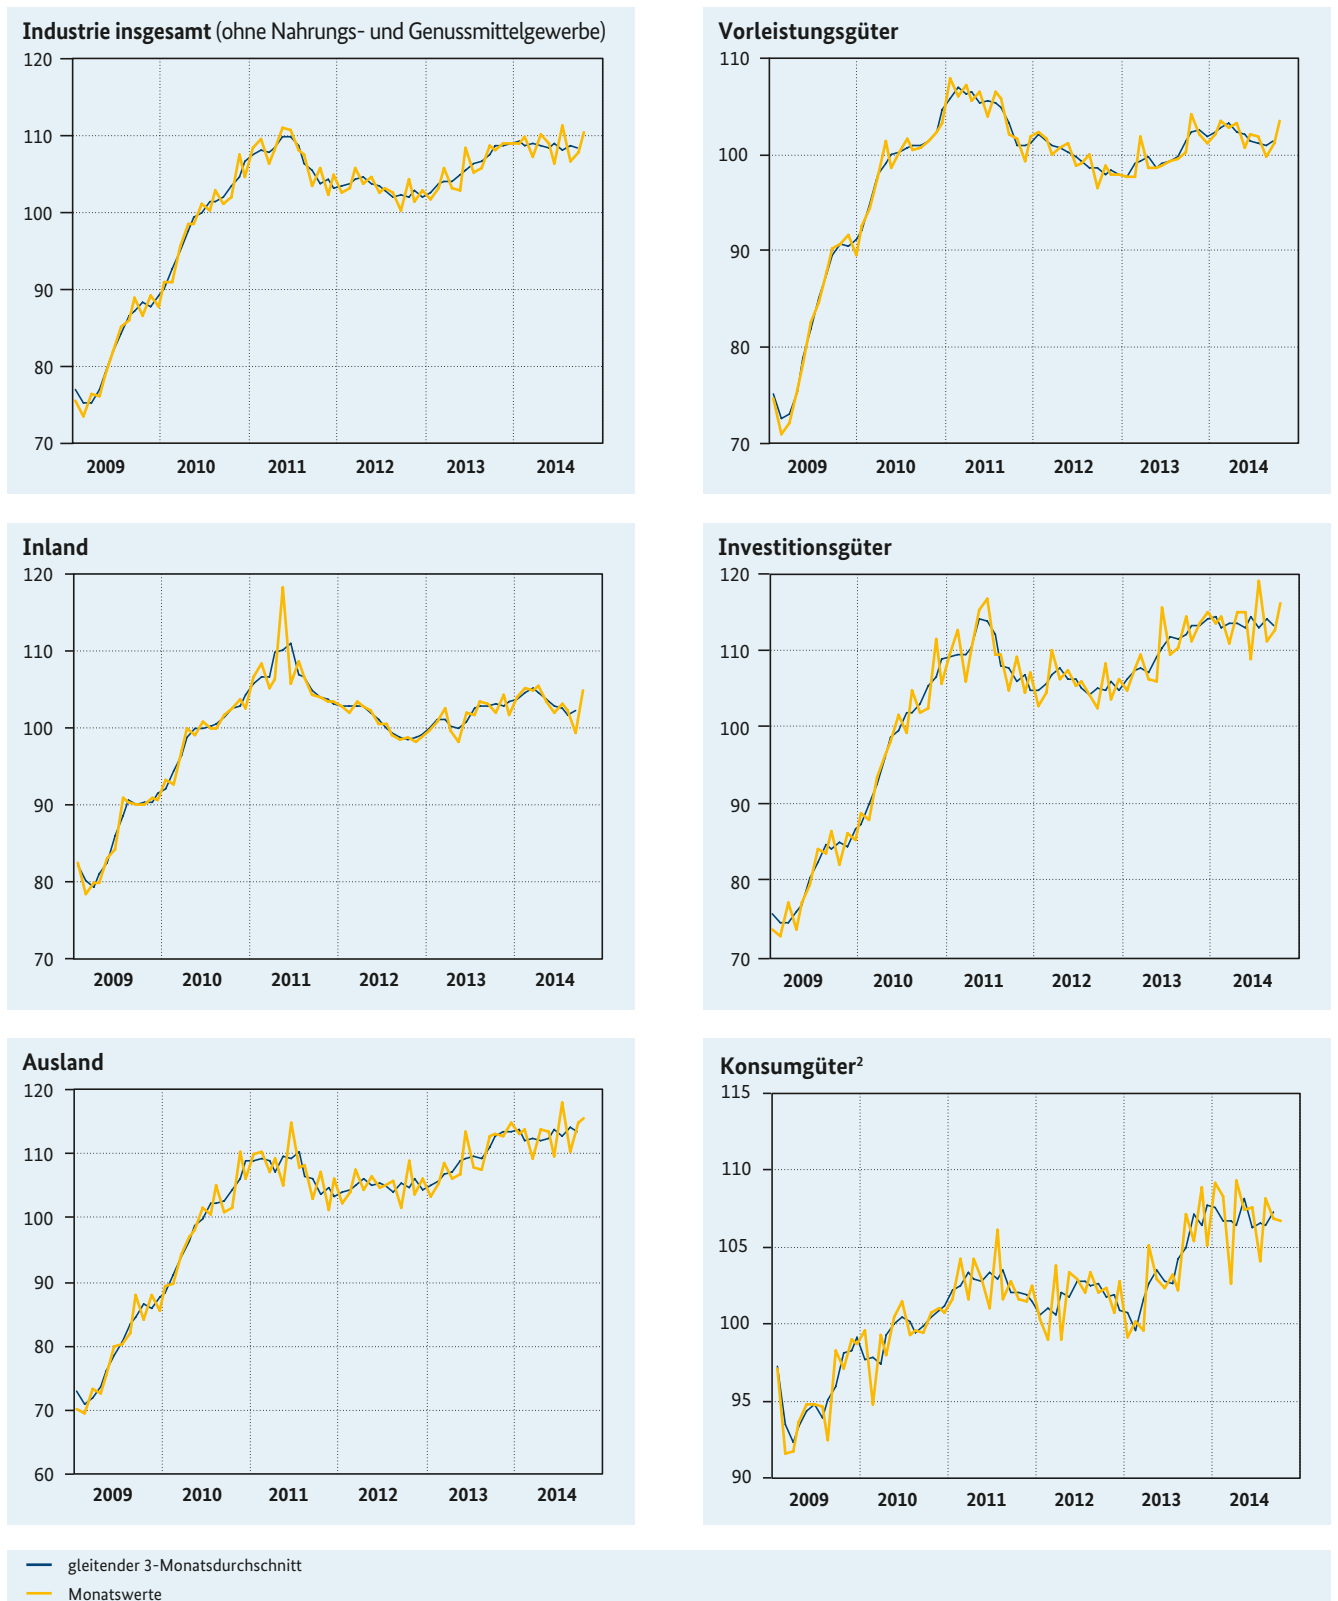 Industrie insgesamt (ohne Nahrungs- und Genussmittelgewerbe)
120
110
100
90
80
70
2009 2010 2011 2012 2013 2014
Vorleistungsgüter
110
100
90
80
70
2009 2010 2011 2012 2013 2014
Inland
120
110
100
90
80
70
2009 2010 2011 2012 2013 2014
Investitionsgüter
120
110
100
90
80
70
2009 2010 2011 2012 2013 2014
Ausland
120
110
100
90
80
70
60
2009 2010 2011 2012 2013 2014
Konsumgüter²
115
110
105
100
95
90
2009 2010 2011 2012 2013 2014
gleitender 3-Monatsdurchschnitt
Monatswerte